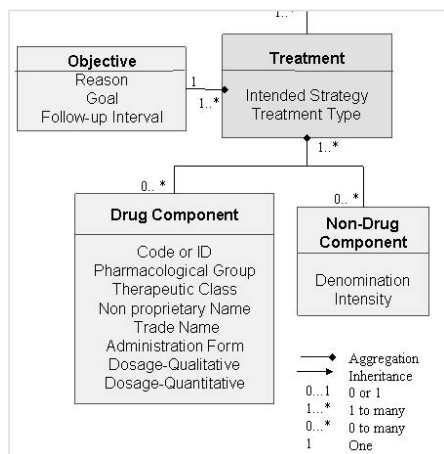 1..*
Objective
Reason
Goal
Follow-up Interval
1
1..*
Treatment
Intended Strategy
Treatment Type
1..*
0.. *
0.. *
Drug Component
Code or ID
Pharmacological Group
Therapeutic Class
Non proprietary Name
Trade Name
Administration Form
Dosage-Qualitative
Dosage-Quantitative
Non-Drug
Component
Denomination
Intensity
Aggregation
Inheritance
0...1 0 or 1
1...* 1 to many
0...* 0 to many
1 One